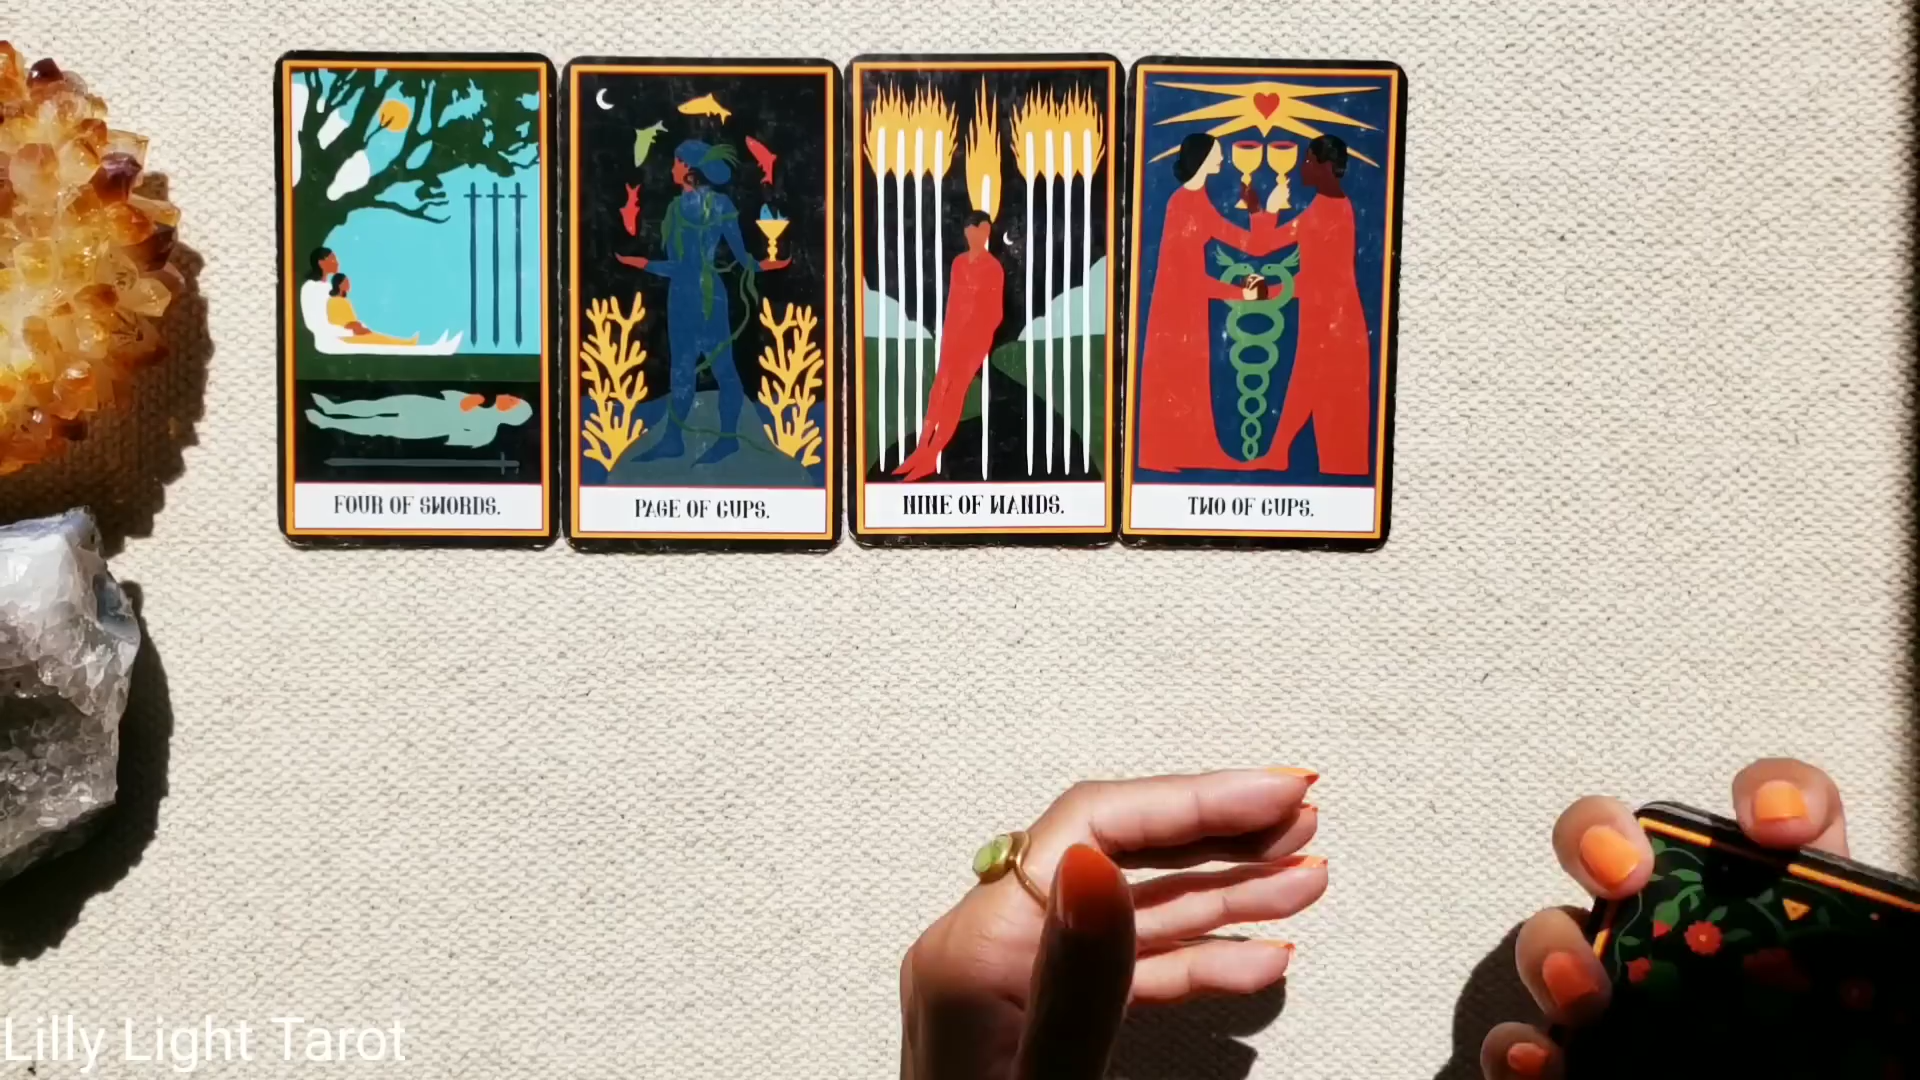 FOUR OF SWORDS.
PAGE OF CUPS.
NINE OF WANDS.
TWO OF CUPS.
Lilly Light Tarot